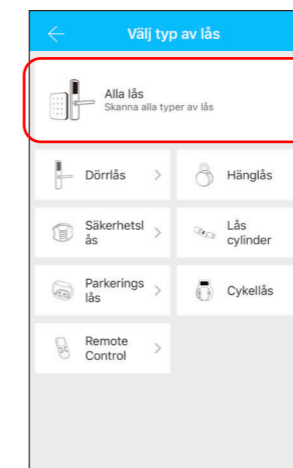 Välj typ av lås
Alla lås
Skanna alla typer av lås
Dörrlås
Hänglås
Säkerhetsl
ås
Lås
cylinder
Parkerings
lås
Cykellås
Remote
Control